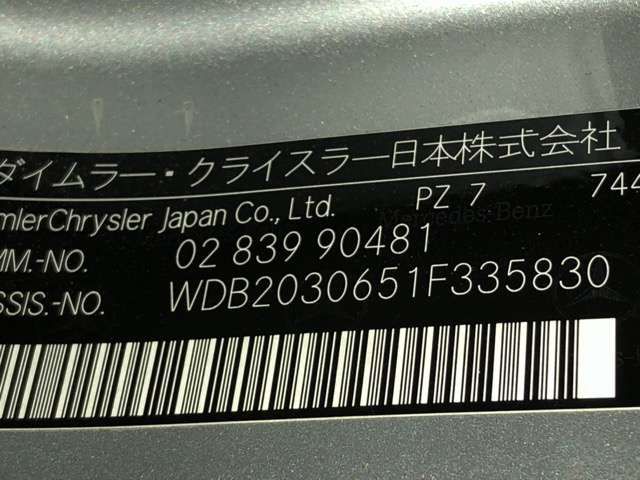 ダイムラー・クライスラー日本株式会社
imlerChrysler Japan Co., Ltd. PZ 7 744
MM.-NO. 02 839 90481
SSIS.-NO. WDB2030651F335830
Mercedes-Benz